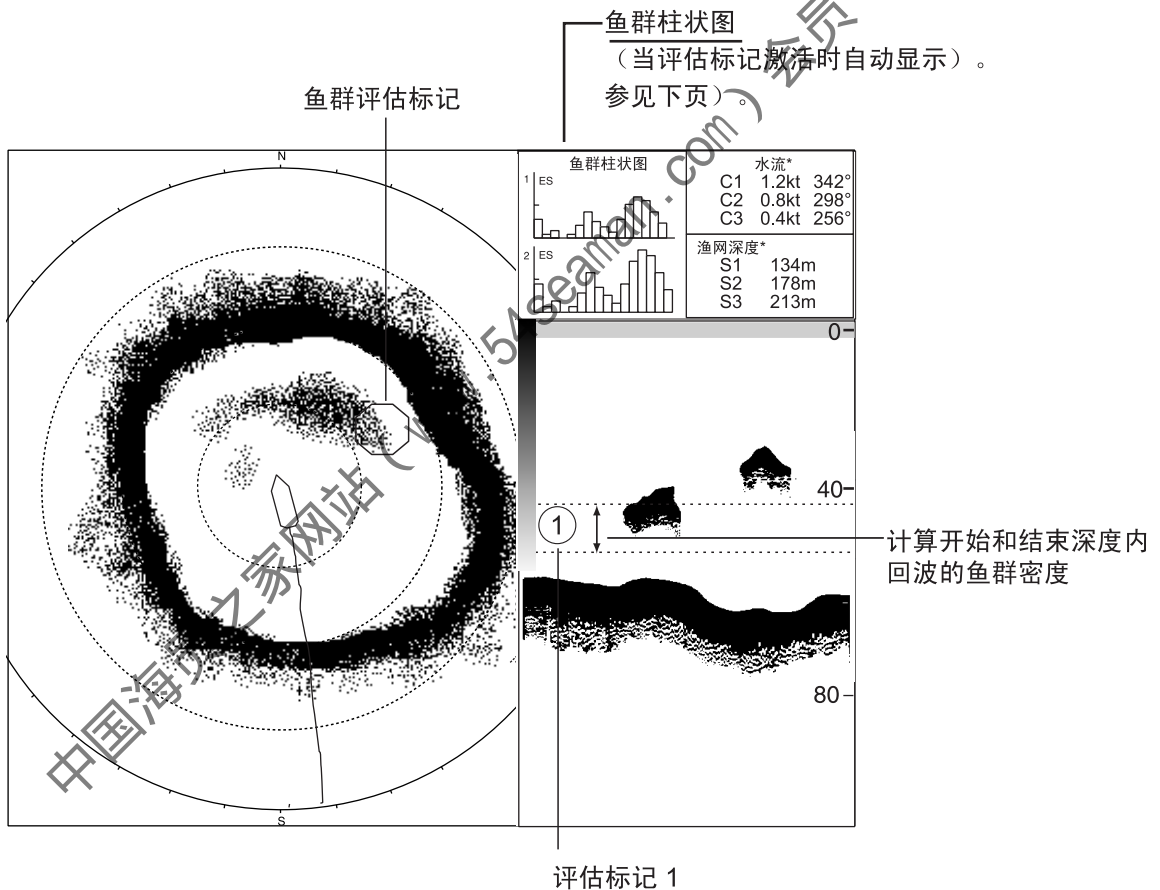 鱼群柱状图
（当评估标记激活时自动显示）。
参见下页）。
鱼群评估标记
N
鱼群柱状图
1 ES
2 ES
水流*
C1 1.2kt 342°
C2 0.8kt 298°
C3 0.4kt 256°
渔网深度*
S1 134m
S2 178m
S3 213m
0
40
1
计算开始和结束深度内
回波的鱼群密度
80
S
评估标记 1